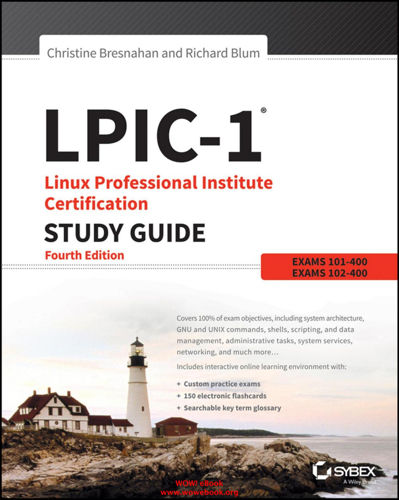 Christine Bresnahan and Richard Blum
LPIC-1®
Linux Professional Institute
Certification
STUDY GUIDE
Fourth Edition
EXAMS 101-400
EXAMS 102-400
Covers 100% of exam objectives, including system architecture,
GNU and UNIX commands, shells, scripting, and data
management, administrative tasks, system services,
networking, and much more…
Includes interactive online learning environment with:
+ Custom practice exams
+ 150 electronic flashcards
+ Searchable key term glossary
WOW! eBook
www.wowebook.org
SYBEX
A Wiley Brand